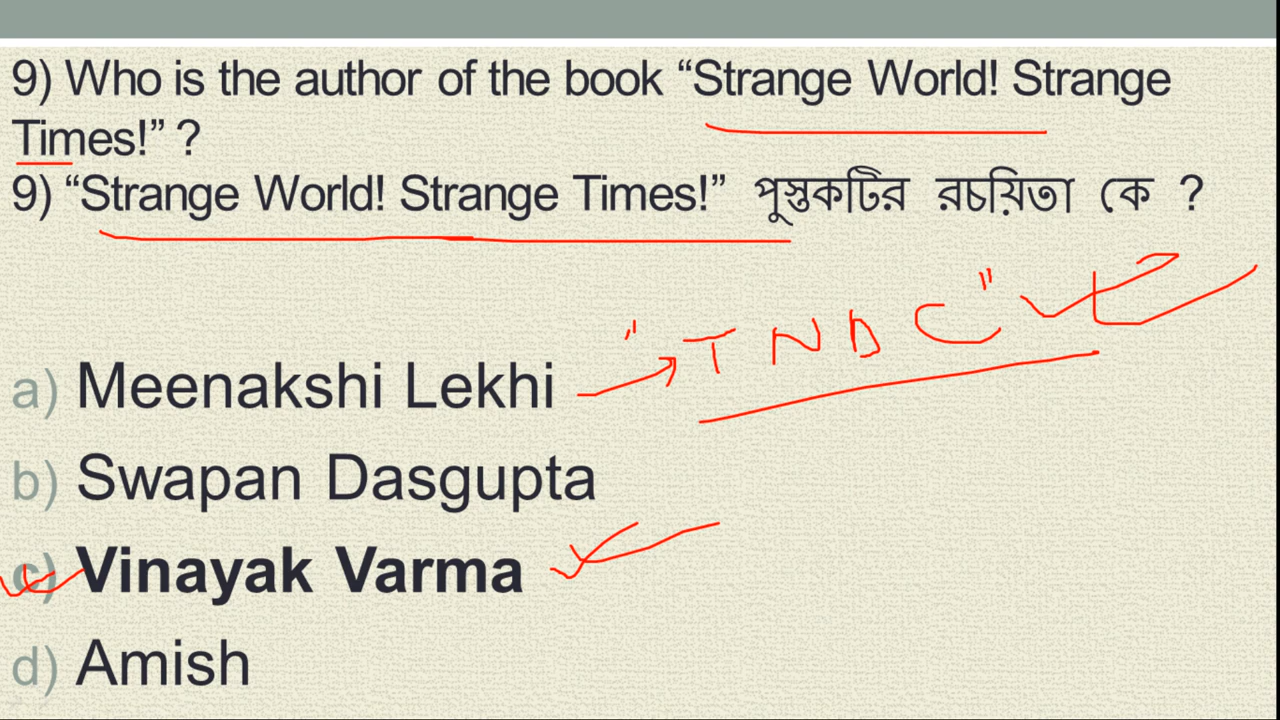 9) Who is the author of the book “Strange World! Strange
Times!” ?
9) “Strange World! Strange Times!” পুস্তকটির রচয়িতা কে ?
"TNDC"
a) Meenakshi Lekhi
b) Swapan Dasgupta
c) Vinayak Varma
d) Amish